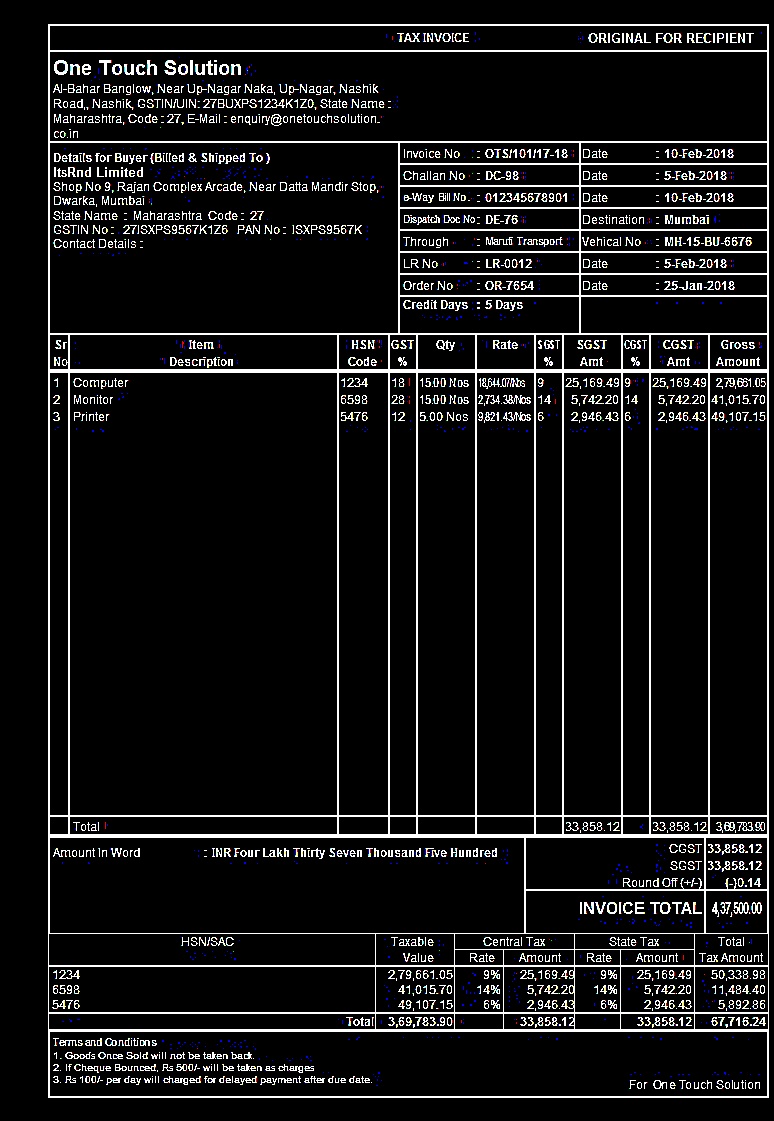 TAX INVOICE ORIGINAL FOR RECIPIENT
One Touch Solution
Al-Bahar Banglow, Near Up-Nagar Naka, Up-Nagar, Nashik
Road,, Nashik, GSTIN/UIN: 27BUXPS1234K1Z0, State Name :
Maharashtra, Code : 27, E-Mail : enquiry@onetouchsolution.
co.in
Details for Buyer (Billed & Shipped To )
ItsRnd Limited
Shop No 9, Rajan Complex Arcade, Near Datta Mandir Stop,
Dwarka, Mumbai
State Name : Maharashtra Code : 27
GSTIN No : 27ISXPS9567K1Z6 PAN No : ISXPS9567K
Contact Details :
Invoice No : OTS/101/17-18 Date : 10-Feb-2018
Challan No : DC-98 Date : 5-Feb-2018
e-Way Bill No. : 012345678901 Date : 10-Feb-2018
Dispatch Doc No : DE-76 Destination : Mumbai
Through : Maruti Transport Vehical No : MH-15-BU-6676
LR No : LR-0012 Date : 5-Feb-2018
Order No : OR-7654 Date : 25-Jan-2018
Credit Days : 5 Days
Sr Item HSN GST Qty Rate SGST SGST CGST CGST Gross
No Description Code % % Amt % Amt Amount
1 Computer 1234 18 15.00 Nos 18,644.07/Nos 9 25,169.49 9 25,169.49 2,79,661.05
2 Monitor 6598 28 15.00 Nos 2,734.38/Nos 14 5,742.20 14 5,742.20 41,015.70
3 Printer 5476 12 5.00 Nos 9,821.43/Nos 6 2,946.43 6 2,946.43 49,107.15
Total 33,858.12 33,858.12 3,69,783.90
Amount In Word : INR Four Lakh Thirty Seven Thousand Five Hundred
CGST 33,858.12
SGST 33,858.12
Round Off (+/-) (-)0.14
INVOICE TOTAL 4,37,500.00
HSN/SAC Taxable Central Tax State Tax Total
Value Rate Amount Rate Amount Tax Amount
1234 2,79,661.05 9% 25,169.49 9% 25,169.49 50,338.98
6598 41,015.70 14% 5,742.20 14% 5,742.20 11,484.40
5476 49,107.15 6% 2,946.43 6% 2,946.43 5,892.86
Total 3,69,783.90 33,858.12 33,858.12 67,716.24
Terms and Conditions
1. Goods Once Sold will not be taken back.
2. If Cheque Bounced, Rs 500/- will be taken as charges
3. Rs 100/- per day will charged for delayed payment after due date.
For One Touch Solution